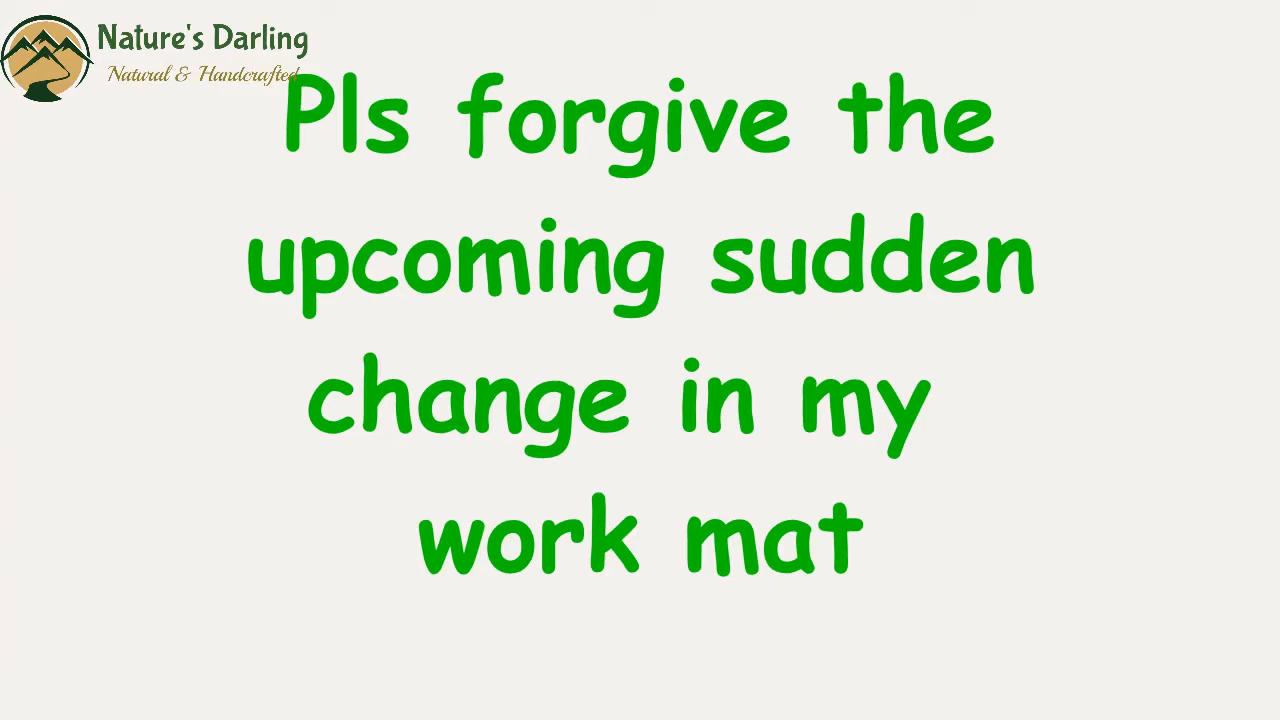 Nature's Darling
Natural & Handcrafted
Pls forgive the
upcoming sudden
change in my
work mat